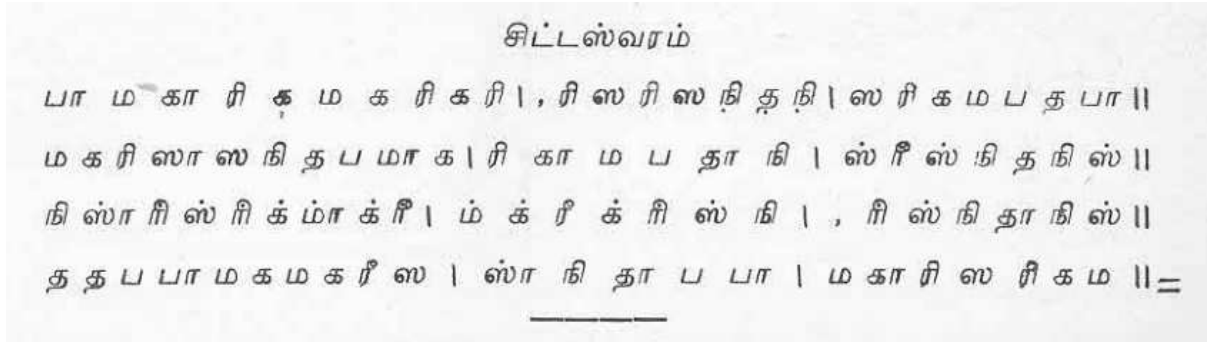 சிட்டஸ்வரம்
பா ம கா ரி க ம க ரி க ரி | , ரி ஸ ரி ஸ நி̣ த̣ நி̣ | ஸ ரி க ம ப த பா ||
ம க ரி ஸா ஸ நி த ப மா க | ரி கா ம ப தா நி | ஸ் ரீ் ஸ் நி த நி ஸ் ||
நி ஸ்ா ரி் ஸ் ரி் க் ம்ா க் ரீ் | ம் க் ரீ் க் ரி் ஸ் நி | , ரி் ஸ் நி தா நி ஸ் ||
த த ப பா ம க ம க ரீ ஸ | ஸ்ா நி தா ப பா | ம கா ரி ஸ ரி க ம ||